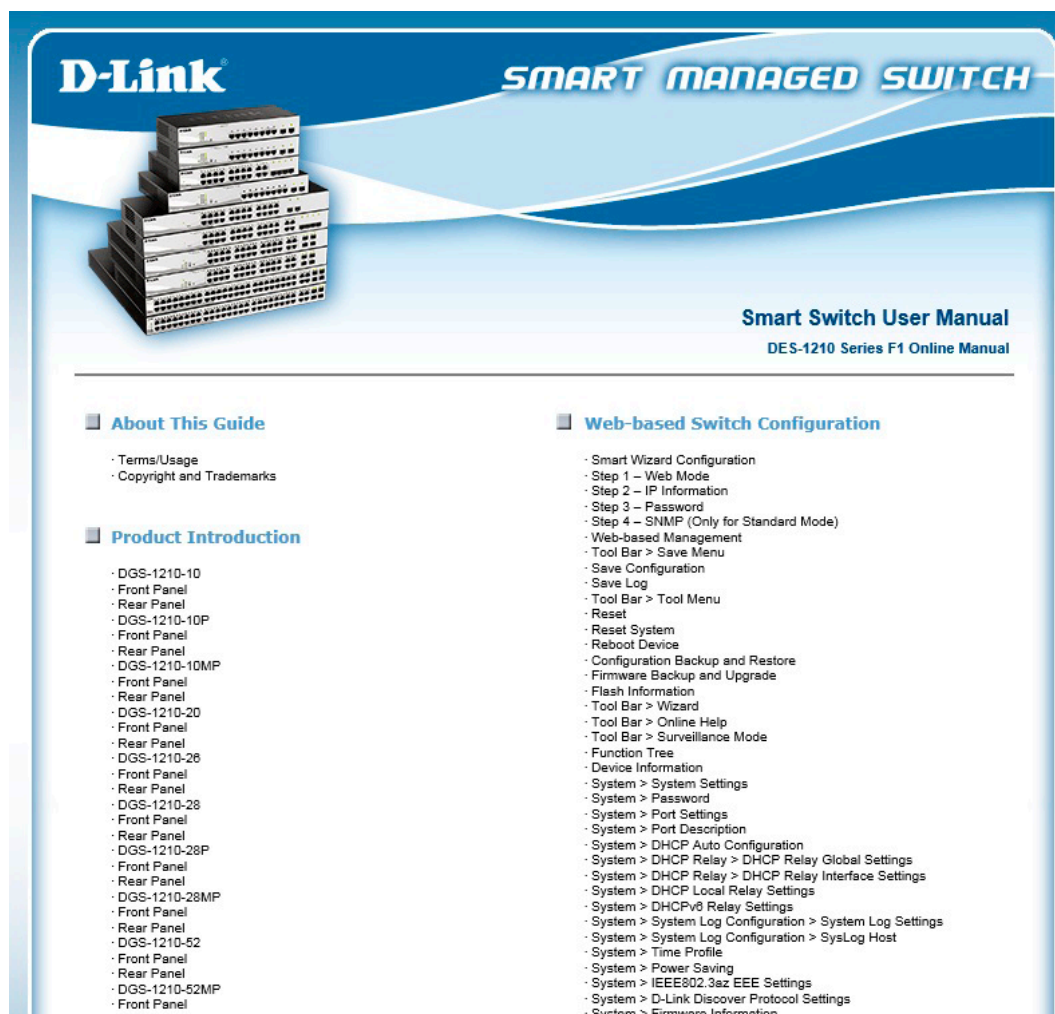 D-Link
SMART MANAGED SWITCH
Smart Switch User Manual
DES-1210 Series F1 Online Manual
About This Guide
· Terms/Usage
· Copyright and Trademarks
Product Introduction
· DGS-1210-10
· Front Panel
· Rear Panel
· DGS-1210-10P
· Front Panel
· Rear Panel
· DGS-1210-10MP
· Front Panel
· Rear Panel
· DGS-1210-20
· Front Panel
· Rear Panel
· DGS-1210-26
· Front Panel
· Rear Panel
· DGS-1210-28
· Front Panel
· Rear Panel
· DGS-1210-28P
· Front Panel
· Rear Panel
· DGS-1210-28MP
· Front Panel
· Rear Panel
· DGS-1210-52
· Front Panel
· Rear Panel
· DGS-1210-52MP
· Front Panel
Web-based Switch Configuration
· Smart Wizard Configuration
· Step 1 – Web Mode
· Step 2 – IP Information
· Step 3 – Password
· Step 4 – SNMP (Only for Standard Mode)
· Web-based Management
· Tool Bar > Save Menu
· Save Configuration
· Save Log
· Tool Bar > Tool Menu
· Reset
· Reset System
· Reboot Device
· Configuration Backup and Restore
· Firmware Backup and Upgrade
· Flash Information
· Tool Bar > Wizard
· Tool Bar > Online Help
· Tool Bar > Surveillance Mode
· Function Tree
· Device Information
· System > System Settings
· System > Password
· System > Port Settings
· System > Port Description
· System > DHCP Auto Configuration
· System > DHCP Relay > DHCP Relay Global Settings
· System > DHCP Relay > DHCP Relay Interface Settings
· System > DHCP Local Relay Settings
· System > DHCPv6 Relay Settings
· System > System Log Configuration > System Log Settings
· System > System Log Configuration > SysLog Host
· System > Time Profile
· System > Power Saving
· System > IEEE802.3az EEE Settings
· System > D-Link Discover Protocol Settings
· System > Firmware Information